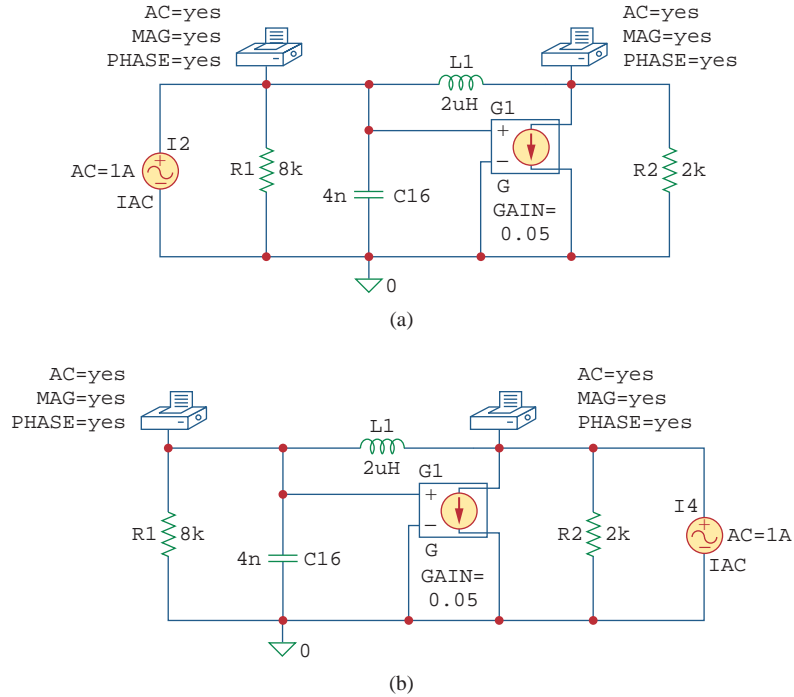 AC=yes
MAG=yes
PHASE=yes
AC=yes
MAG=yes
PHASE=yes
L1
2uH
G1
I2
AC=1A
IAC
R1
8k
+
−
G
GAIN=
0.05
4n
C16
R2
2k
0
(a)
AC=yes
MAG=yes
PHASE=yes
AC=yes
MAG=yes
PHASE=yes
L1
2uH
G1
R1
8k
+
−
G
GAIN=
0.05
4n
C16
R2
2k
I4
AC=1A
IAC
0
(b)